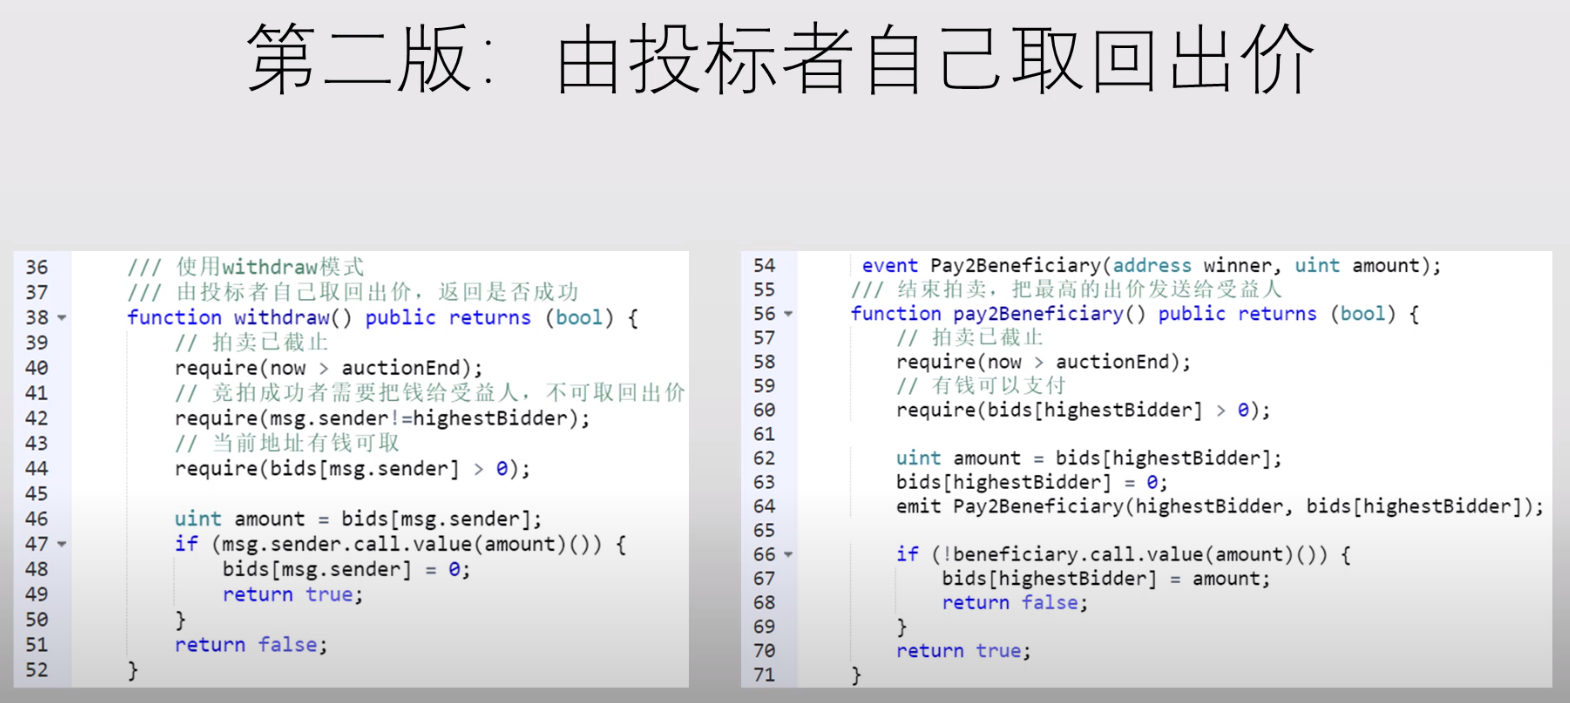 第二版：由投标者自己取回出价
36 /// 使用withdraw模式
37 /// 由投标者自己取回出价，返回是否成功
38 function withdraw() public returns (bool) {
39 // 拍卖已截止
40 require(now > auctionEnd);
41 // 竞拍成功者需要把钱给受益人，不可取回出价
42 require(msg.sender!=highestBidder);
43 // 当前地址有钱可取
44 require(bids[msg.sender] > 0);
45
46 uint amount = bids[msg.sender];
47 if (msg.sender.call.value(amount)()) {
48 bids[msg.sender] = 0;
49 return true;
50 }
51 return false;
52 }
54 event Pay2Beneficiary(address winner, uint amount);
55 /// 结束拍卖，把最高的出价发送给受益人
56 function pay2Beneficiary() public returns (bool) {
57 // 拍卖已截止
58 require(now > auctionEnd);
59 // 有钱可以支付
60 require(bids[highestBidder] > 0);
61
62 uint amount = bids[highestBidder];
63 bids[highestBidder] = 0;
64 emit Pay2Beneficiary(highestBidder, bids[highestBidder]);
65
66 if (!beneficiary.call.value(amount)()) {
67 bids[highestBidder] = amount;
68 return false;
69 }
70 return true;
71 }